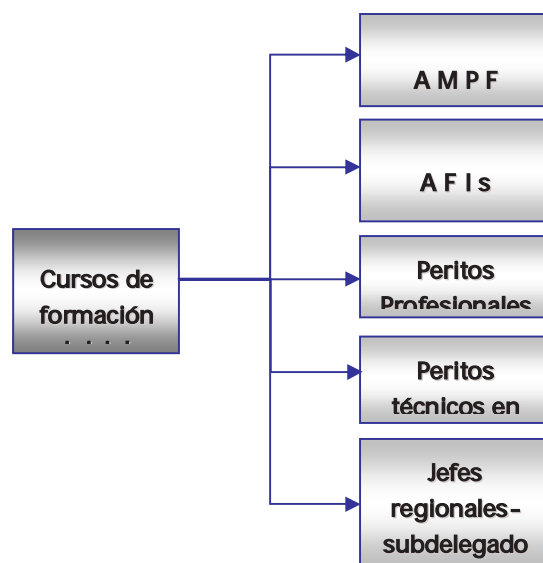 Cursos de
formación
A M P F
A F I s
Peritos
Profesionales
Peritos
técnicos en
Jefes
regionales-
subdelegado